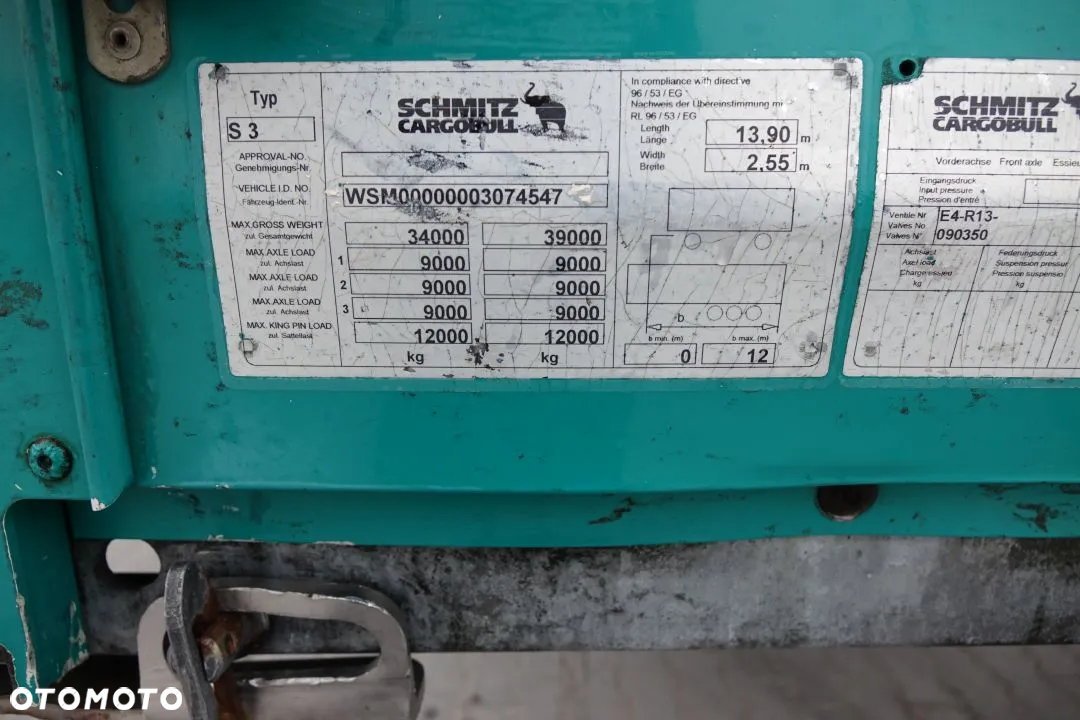 Typ
S 3
SCHMITZ
CARGOBULL
APPROVAL-NO.
Genehmigungs-Nr.
VEHICLE I.D. NO.
Fahrzeug-Ident.-Nr.
WSM00000003074547
MAX.GROSS WEIGHT
zul. Gesamtgewicht
34000 39000
MAX.AXLE LOAD
zul. Achslast
1 9000 9000
MAX.AXLE LOAD
zul. Achslast
2 9000 9000
MAX.AXLE LOAD
zul. Achslast
3 9000 9000
MAX. KING PIN LOAD
zul. Sattellast
12000 12000
kg kg
In compliance with directive
96 / 53 / EG
Nachweis der Übereinstimmung mi
RL 96 / 53 / EG
Length
Länge
13,90 m
Width
Breite
2,55 m
b
b min. (m) b max. (m)
0 12
SCHMITZ
CARGOBULL
Vorderachse Front axle Essie
Eingangsdruck
Input pressure
Pression d'entré
Ventile Nr
Valves No
Valves N°
E4-R13-
090350
Achslast
Axel load
Charge essieu
kg
Federungsdruck
Suspension pressur
Pression suspensio
kg
OTOMOTO